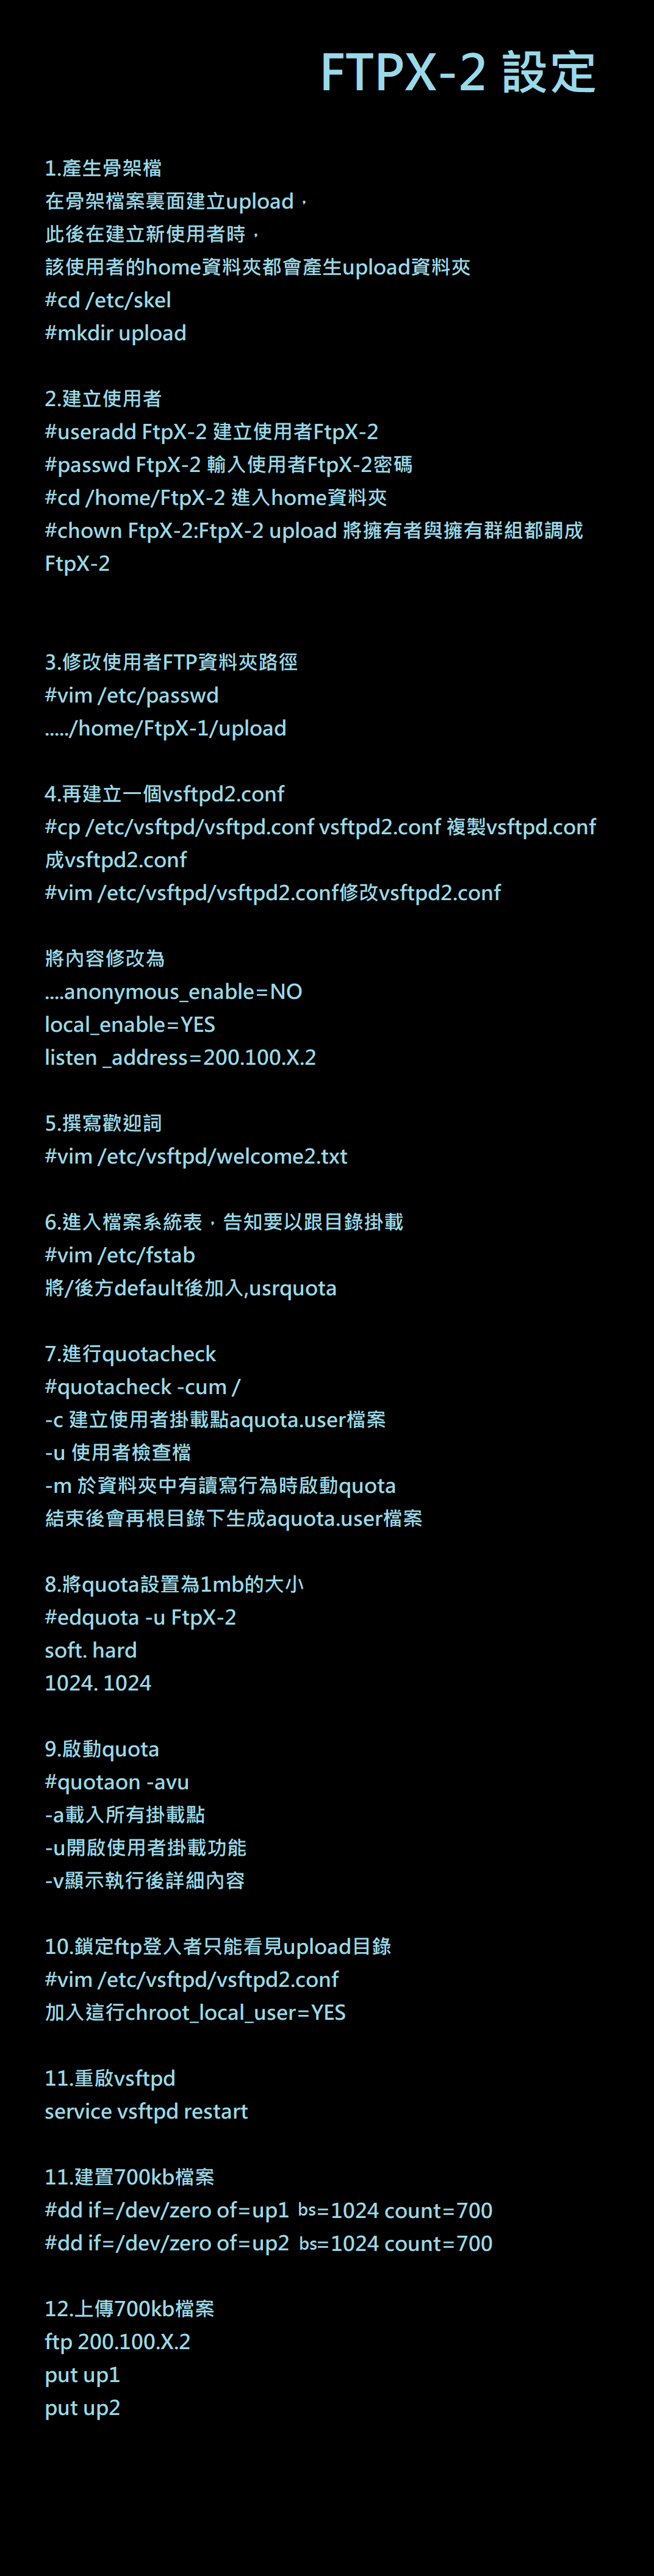 FTPX-2 設定
1.產生骨架檔
在骨架檔案裏面建立upload，
此後在建立新使用者時，
該使用者的home資料夾都會產生upload資料夾
#cd /etc/skel
#mkdir upload
2.建立使用者
#useradd FtpX-2 建立使用者FtpX-2
#passwd FtpX-2 輸入使用者FtpX-2密碼
#cd /home/FtpX-2 進入home資料夾
#chown FtpX-2:FtpX-2 upload 將擁有者與擁有群組都調成
FtpX-2
3.修改使用者FTP資料夾路徑
#vim /etc/passwd
...../home/FtpX-1/upload
4.再建立一個vsftpd2.conf
#cp /etc/vsftpd/vsftpd.conf vsftpd2.conf 複製vsftpd.conf
成vsftpd2.conf
#vim /etc/vsftpd/vsftpd2.conf修改vsftpd2.conf
將內容修改為
....anonymous_enable=NO
local_enable=YES
listen _address=200.100.X.2
5.撰寫歡迎詞
#vim /etc/vsftpd/welcome2.txt
6.進入檔案系統表，告知要以跟目錄掛載
#vim /etc/fstab
將/後方default後加入,usrquota
7.進行quotacheck
#quotacheck -cum /
-c 建立使用者掛載點aquota.user檔案
-u 使用者檢查檔
-m 於資料夾中有讀寫行為時啟動quota
結束後會再根目錄下生成aquota.user檔案
8.將quota設置為1mb的大小
#edquota -u FtpX-2
soft. hard
1024. 1024
9.啟動quota
#quotaon -avu
-a載入所有掛載點
-u開啟使用者掛載功能
-v顯示執行後詳細內容
10.鎖定ftp登入者只能看見upload目錄
#vim /etc/vsftpd/vsftpd2.conf
加入這行chroot_local_user=YES
11.重啟vsftpd
service vsftpd restart
11.建置700kb檔案
#dd if=/dev/zero of=up1 bs=1024 count=700
#dd if=/dev/zero of=up2 bs=1024 count=700
12.上傳700kb檔案
ftp 200.100.X.2
put up1
put up2